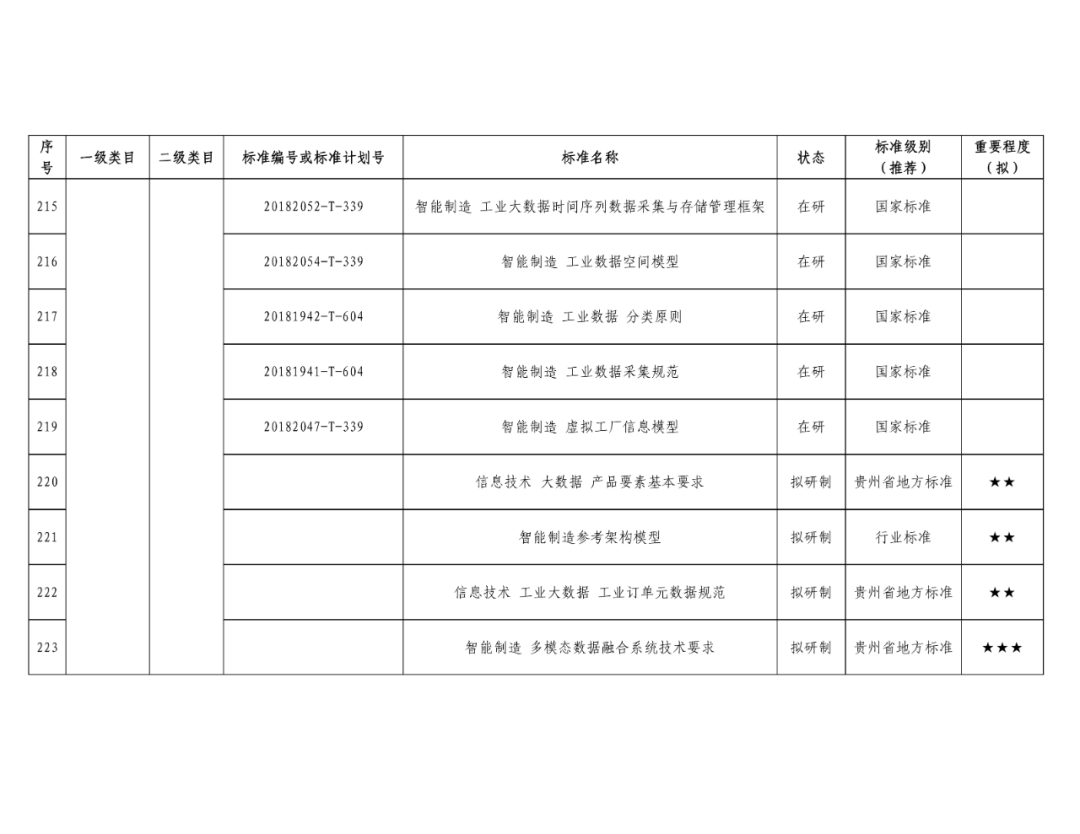 序号 一级类目 二级类目 标准编号或标准计划号 标准名称 状态 标准级别（推荐） 重要程度（拟）
215 20182052-T-339 智能制造 工业大数据时间序列数据采集与存储管理框架 在研 国家标准
216 20182054-T-339 智能制造 工业数据空间模型 在研 国家标准
217 20181942-T-604 智能制造 工业数据 分类原则 在研 国家标准
218 20181941-T-604 智能制造 工业数据采集规范 在研 国家标准
219 20182047-T-339 智能制造 虚拟工厂信息模型 在研 国家标准
220 信息技术 大数据 产品要素基本要求 拟研制 贵州省地方标准 ★★
221 智能制造参考架构模型 拟研制 行业标准 ★★
222 信息技术 工业大数据 工业订单元数据规范 拟研制 贵州省地方标准 ★★
223 智能制造 多模态数据融合系统技术要求 拟研制 贵州省地方标准 ★★★